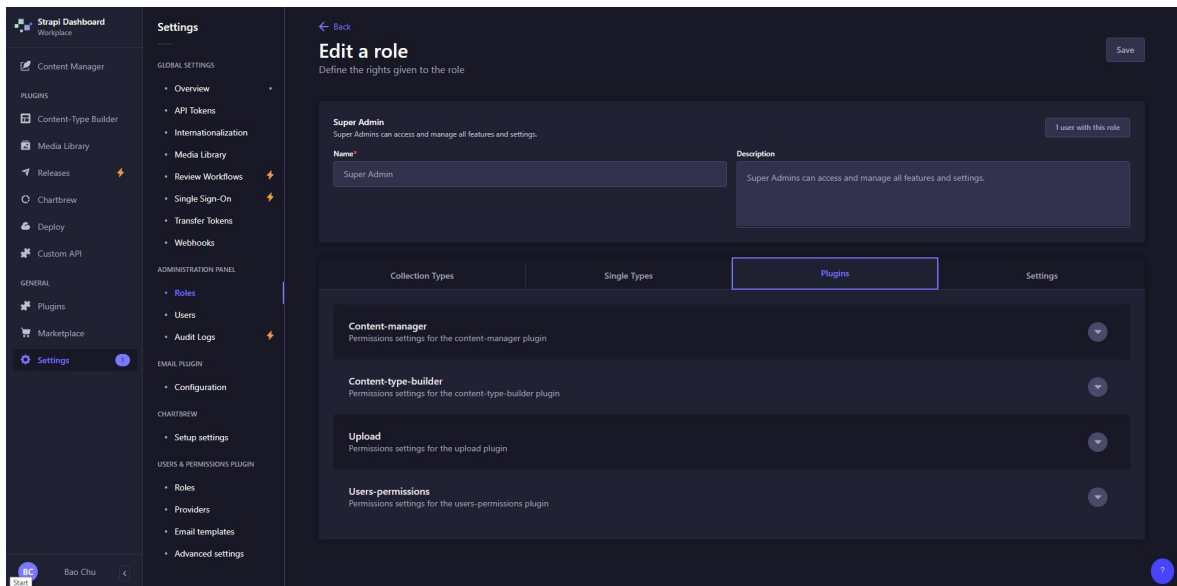 Strapi Dashboard
Workplace
Content Manager
PLUGINS
Content-Type Builder
Media Library
Releases
Chartbrew
Deploy
Custom API
GENERAL
Plugins
Marketplace
Settings 1
BC Bao Chu
Start
Settings
GLOBAL SETTINGS
Overview
API Tokens
Internationalization
Media Library
Review Workflows
Single Sign-On
Transfer Tokens
Webhooks
ADMINISTRATION PANEL
Roles
Users
Audit Logs
EMAIL PLUGIN
Configuration
CHARTBREW
Setup settings
USERS & PERMISSIONS PLUGIN
Roles
Providers
Email templates
Advanced settings
Back
Edit a role
Save
Define the rights given to the role
Super Admin
Super Admins can access and manage all features and settings.
1 user with this role
Name* Description
Super Admin
Super Admins can access and manage all features and settings.
Collection Types Single Types Plugins Settings
Content-manager
Permissions settings for the content-manager plugin
Content-type-builder
Permissions settings for the content-type-builder plugin
Upload
Permissions settings for the upload plugin
Users-permissions
Permissions settings for the users-permissions plugin
?